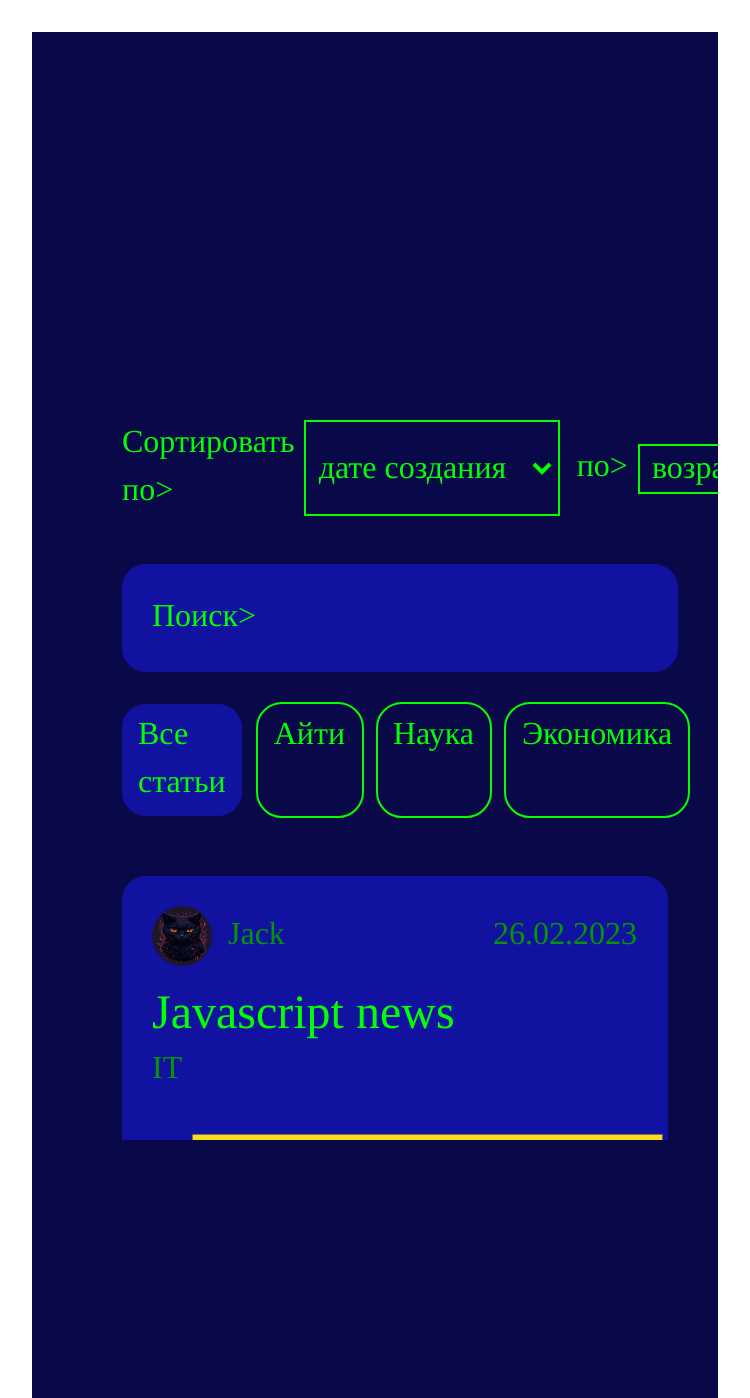 Сортировать
по>
дате создания
по>
возра
Поиск>
Все
статьи
Айти
Наука
Экономика
Jack
26.02.2023
Javascript news
IT